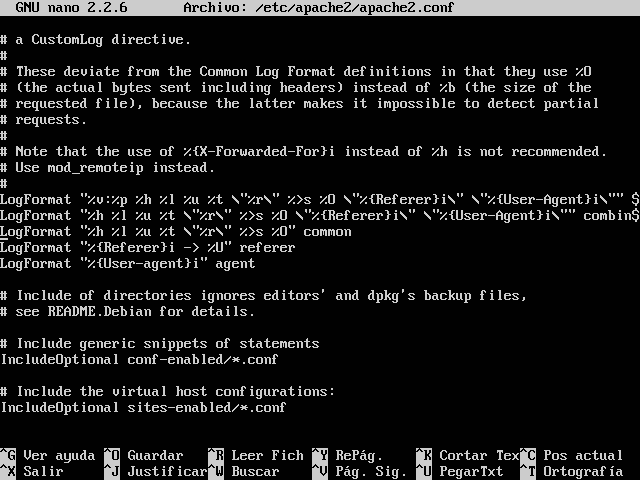 GNU nano 2.2.6 Archivo: /etc/apache2/apache2.conf
# a CustomLog directive.
#
# These deviate from the Common Log Format definitions in that they use %O
# (the actual bytes sent including headers) instead of %b (the size of the
# requested file), because the latter makes it impossible to detect partial
# requests.
#
# Note that the use of %{X-Forwarded-For}i instead of %h is not recommended.
# Use mod_remoteip instead.
#
LogFormat "%v:%p %h %l %u %t \"%r\" %>s %O \"%{Referer}i\" \"%{User-Agent}i\"" $
LogFormat "%h %l %u %t \"%r\" %>s %O \"%{Referer}i\" \"%{User-Agent}i\"" combin$
LogFormat "%h %l %u %t \"%r\" %>s %O" common
LogFormat "%{Referer}i -> %U" referer
LogFormat "%{User-agent}i" agent
# Include of directories ignores editors' and dpkg's backup files,
# see README.Debian for details.
# Include generic snippets of statements
IncludeOptional conf-enabled/*.conf
# Include the virtual host configurations:
IncludeOptional sites-enabled/*.conf
^G Ver ayuda ^O Guardar ^R Leer Fich ^Y RePág. ^K Cortar Tex ^C Pos actual
^X Salir ^J Justificar ^W Buscar ^V Pág. Sig. ^U PegarTxt ^T Ortografía